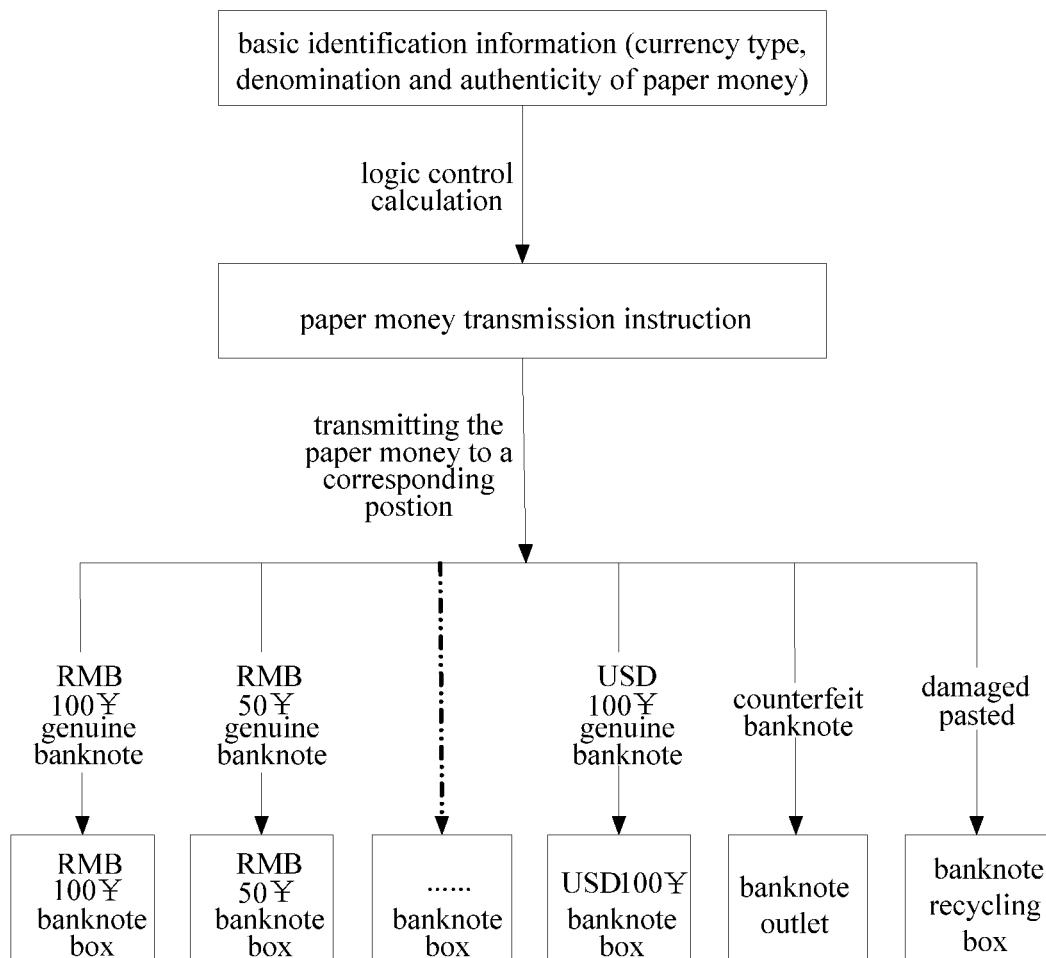 basic identification information (currency type,
denomination and authenticity of paper money)
logic control
calculation
paper money transmission instruction
transmitting the
paper money to a
corresponding
postion
RMB
100￥
genuine
banknote
RMB
50￥
genuine
banknote
USD
100￥
genuine
banknote
counterfeit
banknote
damaged
pasted
RMB
100￥
banknote
box
RMB
50￥
banknote
box
......
banknote
box
USD100￥
banknote
box
banknote
outlet
banknote
recycling
box